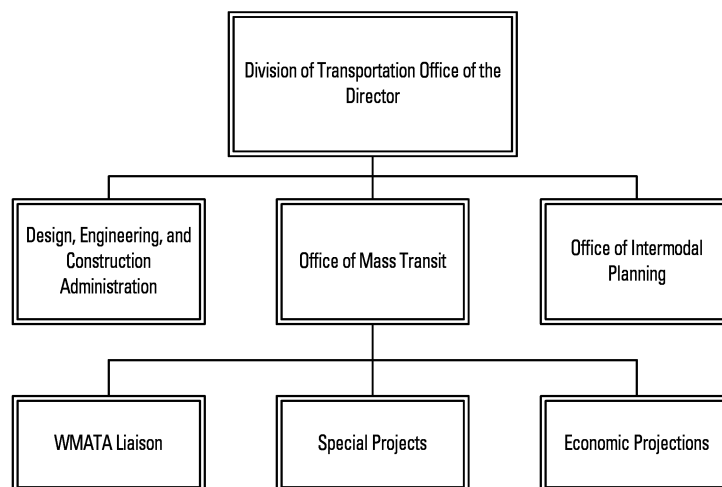 Division of Transportation Office of the
Director
Design, Engineering, and
Construction
Administration
Office of Mass Transit
Office of Intermodal
Planning
WMATA Liaison
Special Projects
Economic Projections